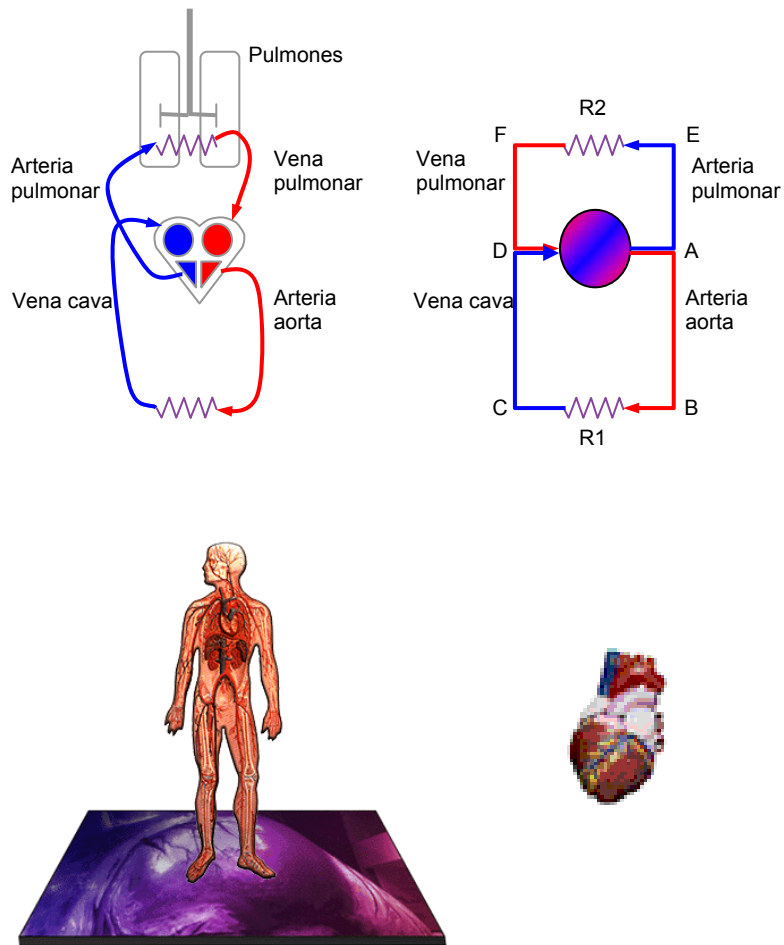 Pulmones
Arteria
pulmonar
Vena
pulmonar
Vena cava
Arteria
aorta
R2
F
E
Vena
pulmonar
Arteria
pulmonar
D
A
Vena cava
Arteria
aorta
C
B
R1